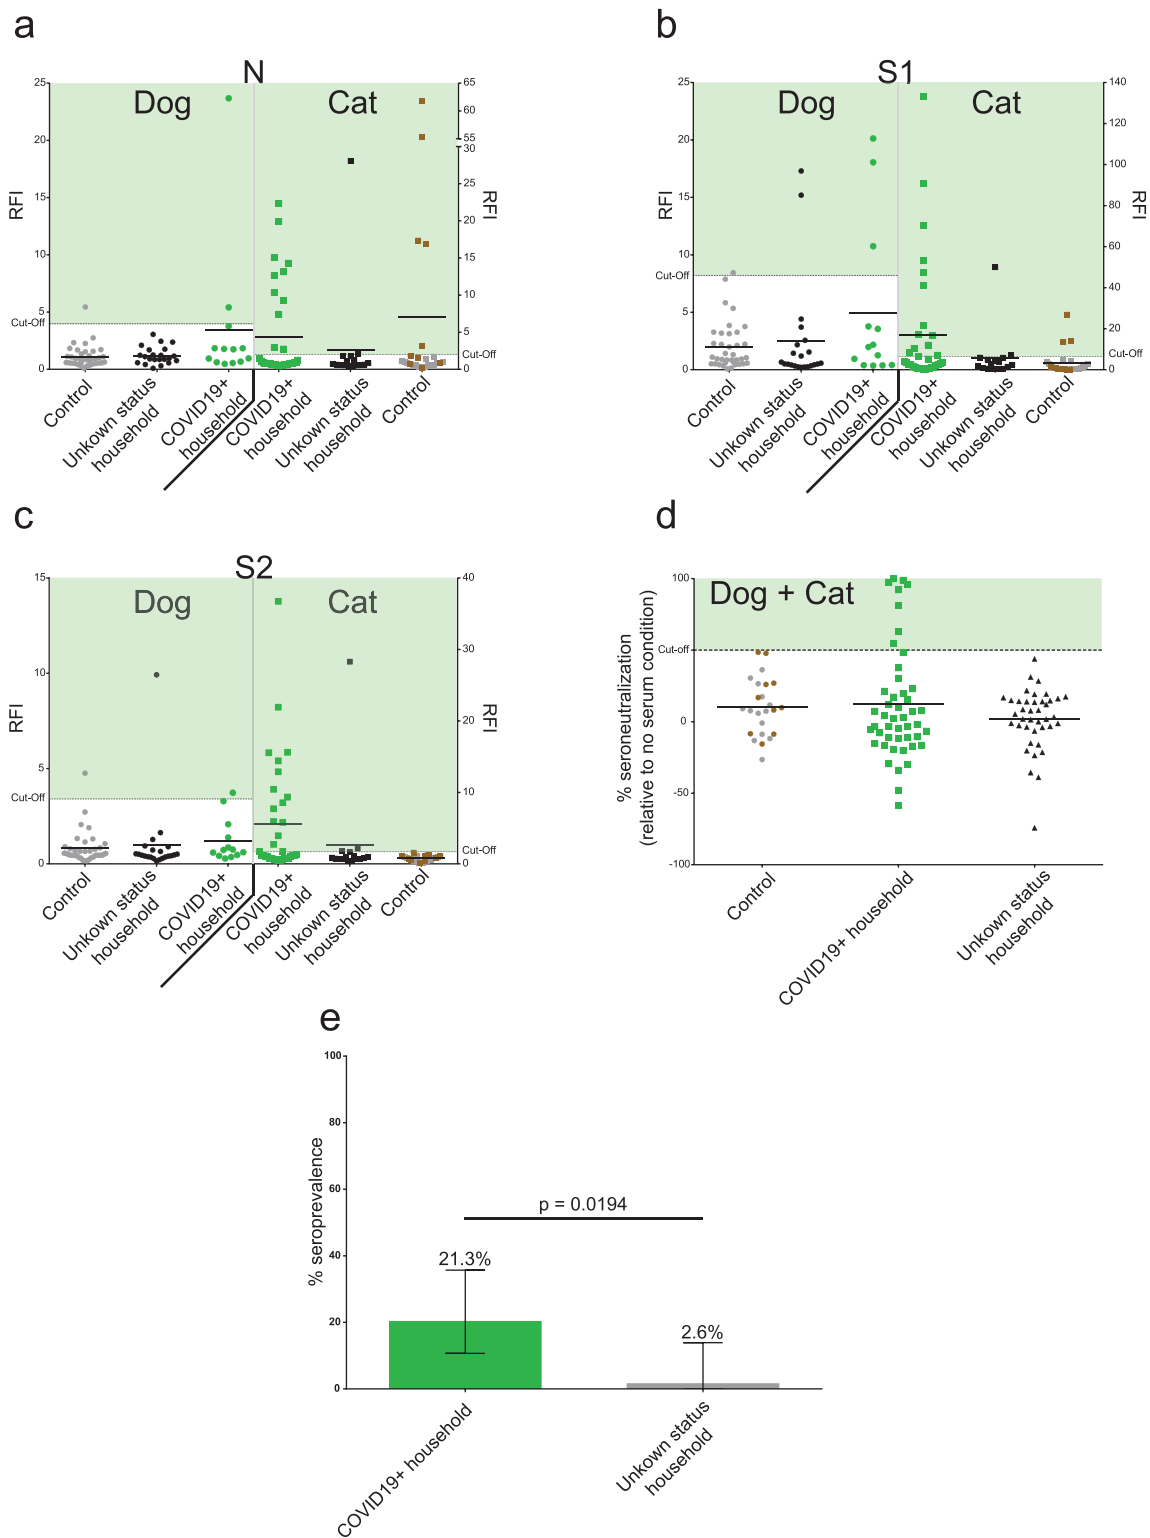 a
N
Dog
Cat
RFI
25
20
15
10
5
0
Cut-Off
65
60
55
30
25
20
15
10
5
0
Cut-Off
RFI
Control
Unkown status
household
COVID19+
household
COVID19+
household
Unkown status
household
Control
b
S1
Dog
Cat
RFI
25
20
15
10
5
0
Cut-Off
140
130
120
100
80
60
40
20
0
Cut-Off
RFI
Control
Unkown status
household
COVID19+
household
COVID19+
household
Unkown status
household
Control
c
S2
Dog
Cat
RFI
15
10
5
0
Cut-Off
40
30
20
10
0
Cut-Off
RFI
Control
Unkown status
household
COVID19+
household
COVID19+
household
Unkown status
household
Control
d
Dog + Cat
% seroneutralization
(relative to no serum condition)
100
Cut-off
50
0
-50
-100
Control
COVID19+ household
Unkown status
household
e
% seroprevalence
100
80
60
40
20
0
p = 0.0194
21.3%
2.6%
COVID19+ household
Unkown status
household